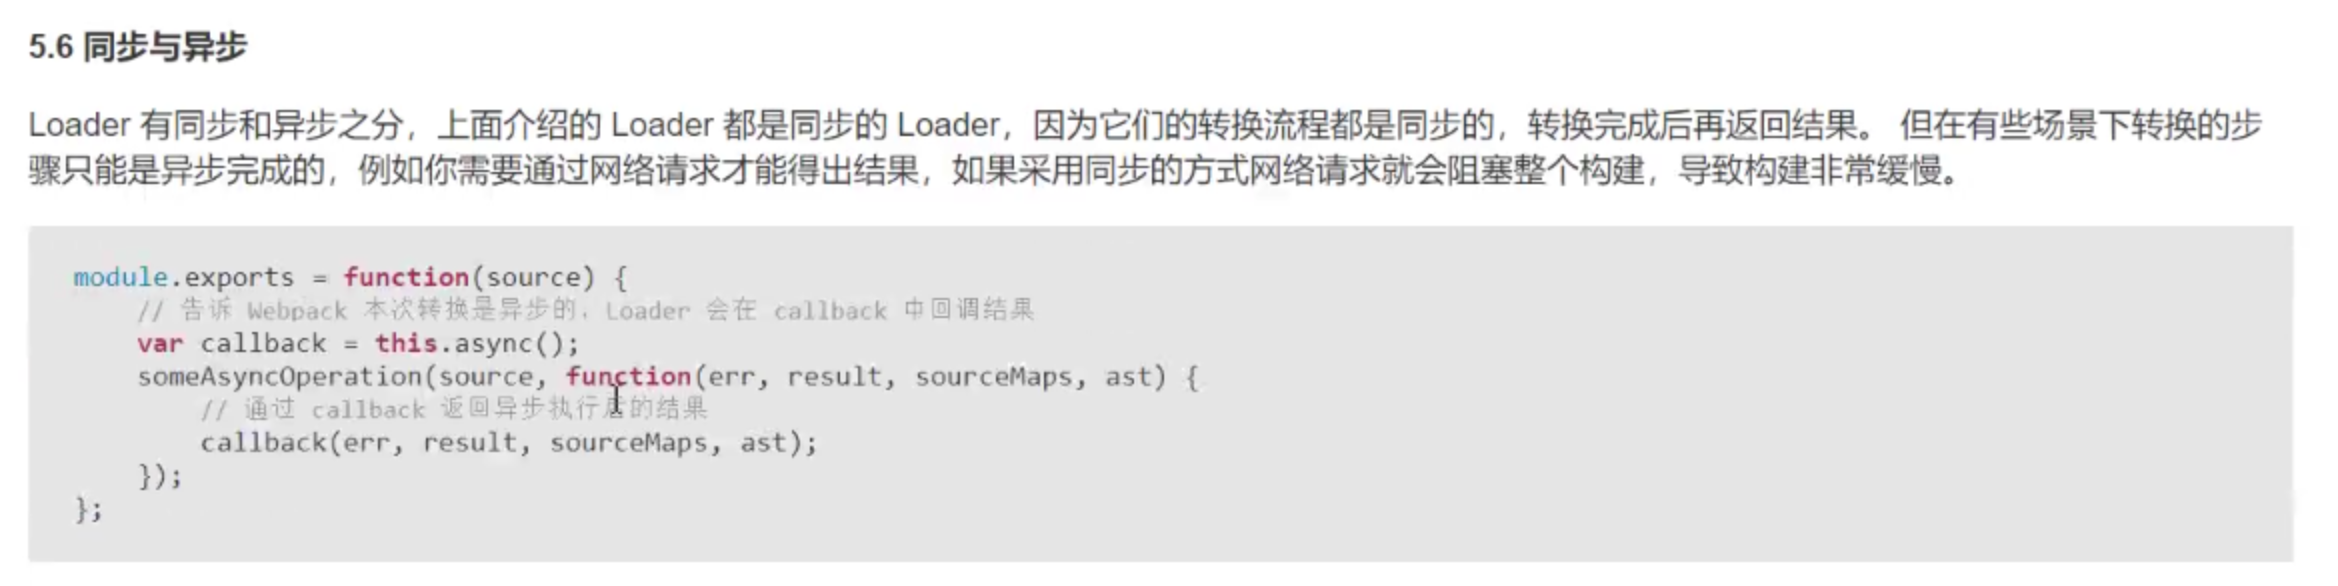 5.6 同步与异步
Loader 有同步和异步之分，上面介绍的 Loader 都是同步的 Loader，因为它们的转换流程都是同步的，转换完成后再返回结果。 但在有些场景下转换的步
骤只能是异步完成的，例如你需要通过网络请求才能得出结果，如果采用同步的方式网络请求就会阻塞整个构建，导致构建非常缓慢。
module.exports = function(source) {
    // 告诉 Webpack 本次转换是异步的，Loader 会在 callback 中回调结果
    var callback = this.async();
    someAsyncOperation(source, function(err, result, sourceMaps, ast) {
        // 通过 callback 返回异步执行后的结果
        callback(err, result, sourceMaps, ast);
    });
};